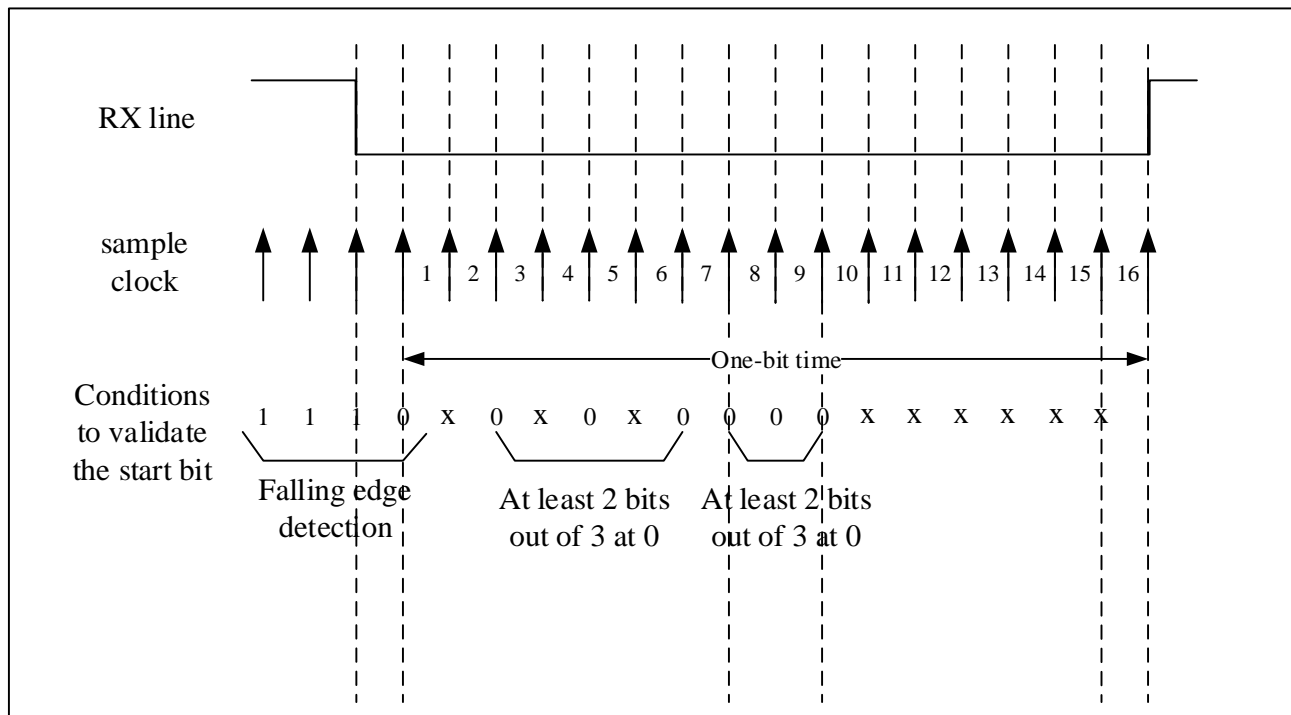 RX line
sample
clock
1 2 3 4 5 6 7 8 9 10 11 12 13 14 15 16
One-bit time
Conditions
to validate
the start bit
1 1 1 0 x 0 x 0 x 0 0 0 0 x x x x x x
Falling edge
detection
At least 2 bits
out of 3 at 0
At least 2 bits
out of 3 at 0